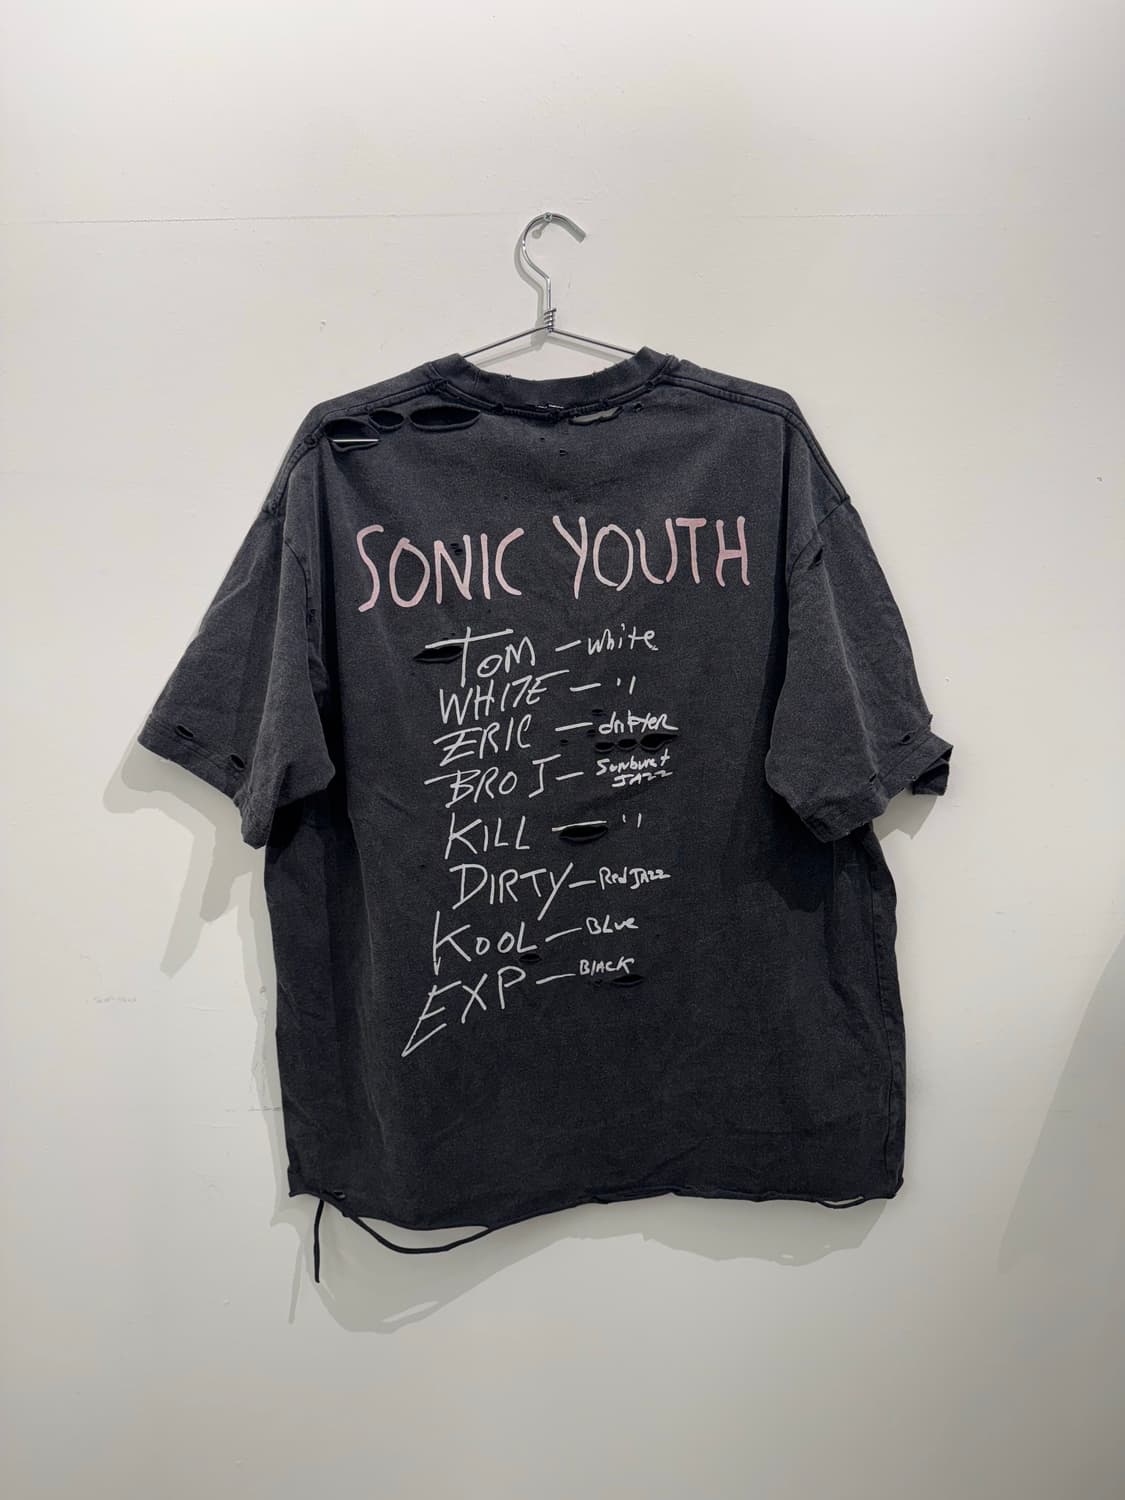 SONIC YOUTH
TOM — white
WHITE — "
ERIC — drifter
BRO J — Sunburst
JAZZ
KILL — "
DIRTY — Red JAZZ
KOOL — BLue
EXP — BlACK